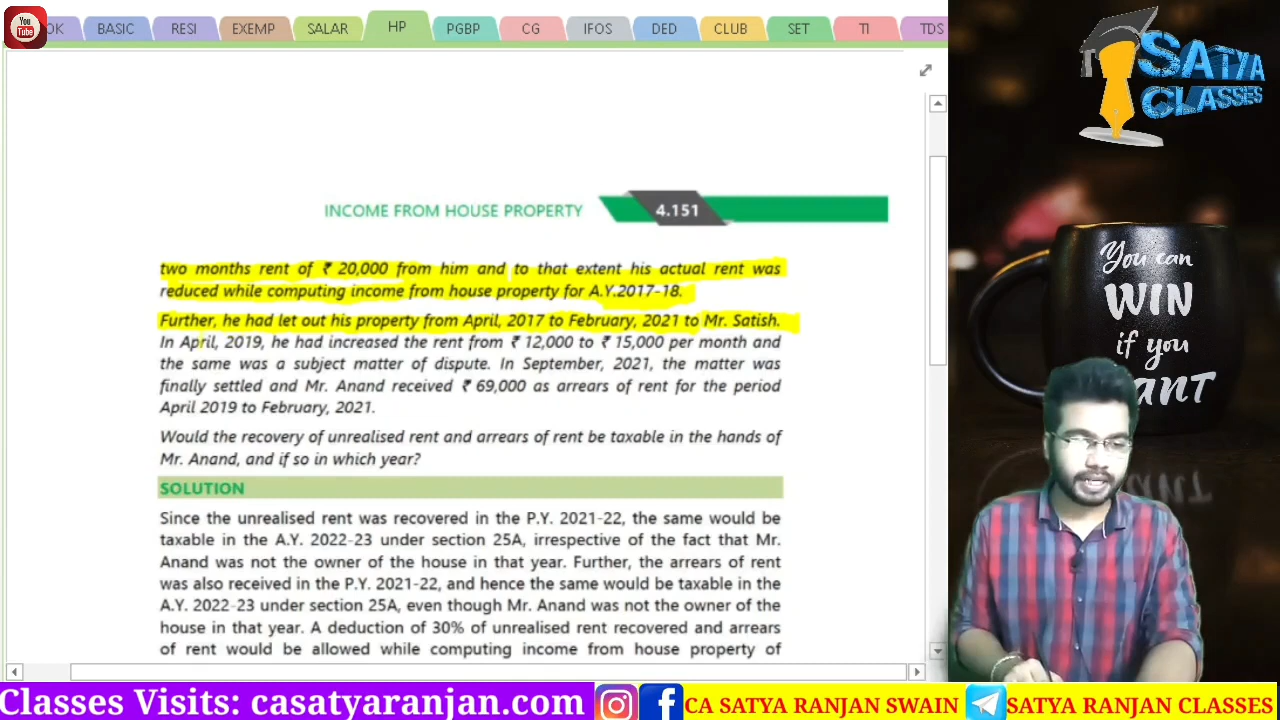 You
Tube
OK BASIC RESI EXEMP SALAR HP PGBP CG IFOS DED CLUB SET TI TDS
SATYA
CLASSES
INCOME FROM HOUSE PROPERTY 4.151
two months rent of ₹ 20,000 from him and to that extent his actual rent was
reduced while computing income from house property for A.Y.2017-18.
Further, he had let out his property from April, 2017 to February, 2021 to Mr. Satish.
In April, 2019, he had increased the rent from ₹ 12,000 to ₹ 15,000 per month and
the same was a subject matter of dispute. In September, 2021, the matter was
finally settled and Mr. Anand received ₹ 69,000 as arrears of rent for the period
April 2019 to February, 2021.
Would the recovery of unrealised rent and arrears of rent be taxable in the hands of
Mr. Anand, and if so in which year?
SOLUTION
Since the unrealised rent was recovered in the P.Y. 2021-22, the same would be
taxable in the A.Y. 2022-23 under section 25A, irrespective of the fact that Mr.
Anand was not the owner of the house in that year. Further, the arrears of rent
was also received in the P.Y. 2021-22, and hence the same would be taxable in the
A.Y. 2022-23 under section 25A, even though Mr. Anand was not the owner of the
house in that year. A deduction of 30% of unrealised rent recovered and arrears
of rent would be allowed while computing income from house property of
You can
WIN
if you
ANT
Classes Visits: casatyaranjan.com
CA SATYA RANJAN SWAIN
SATYA RANJAN CLASSES